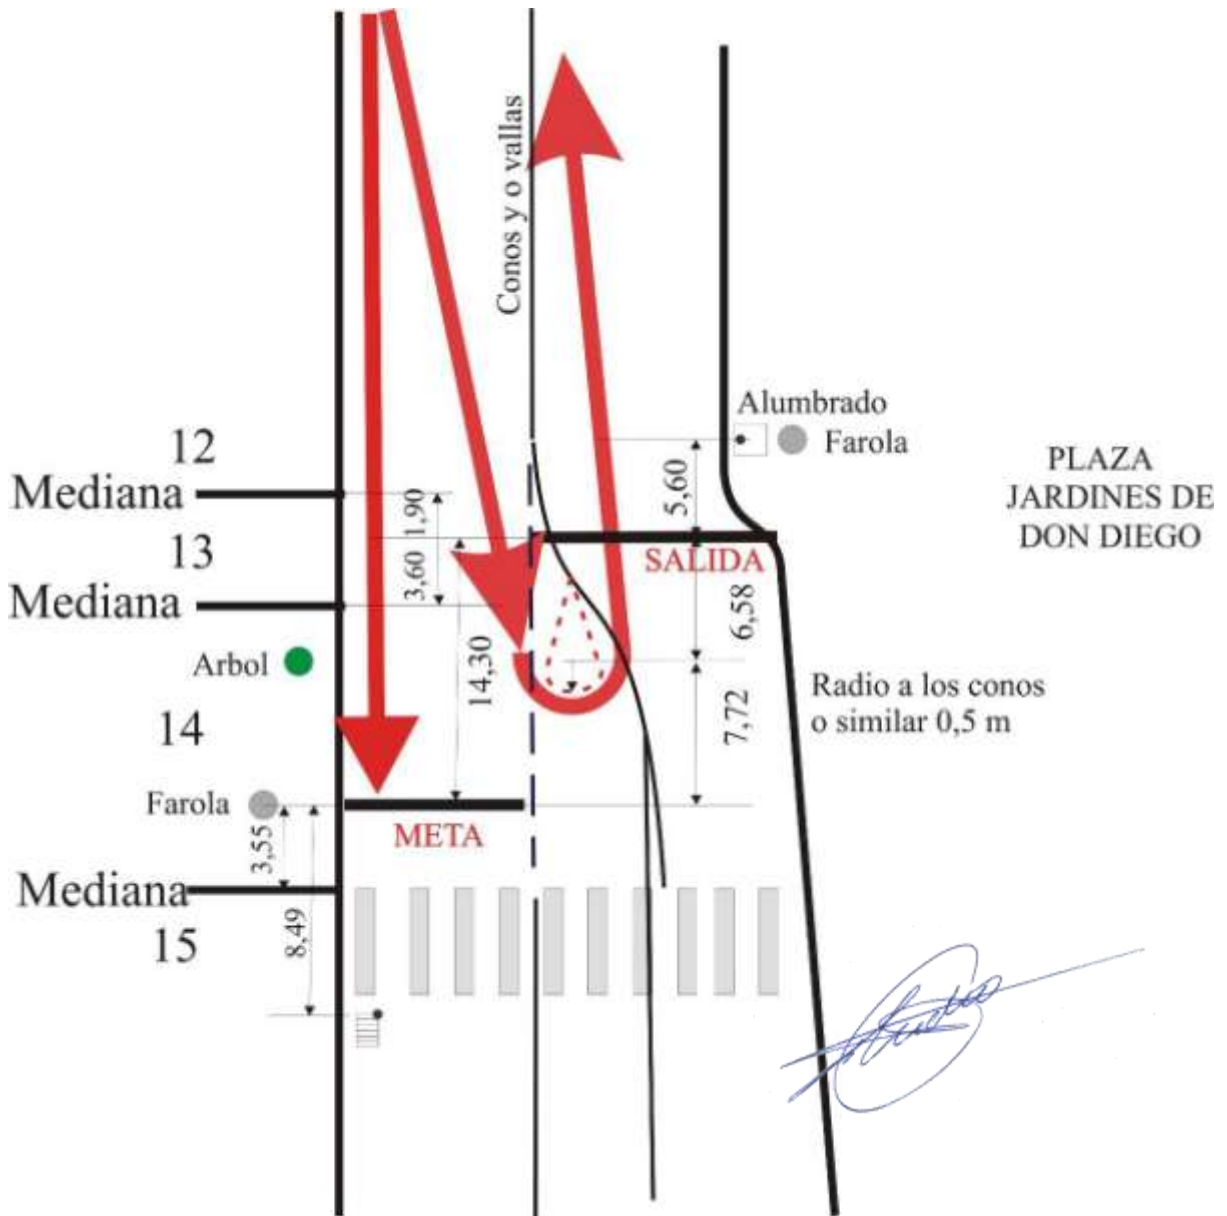 Conos y o vallas
Alumbrado
Farola
PLAZA
JARDINES DE
DON DIEGO
12
Mediana
13
Mediana
1,90
3,60
5,60
SALIDA
6,58
Arbol
14,30
7,72
Radio a los conos
o similar 0,5 m
14
Farola
META
3,55
Mediana
15
8,49